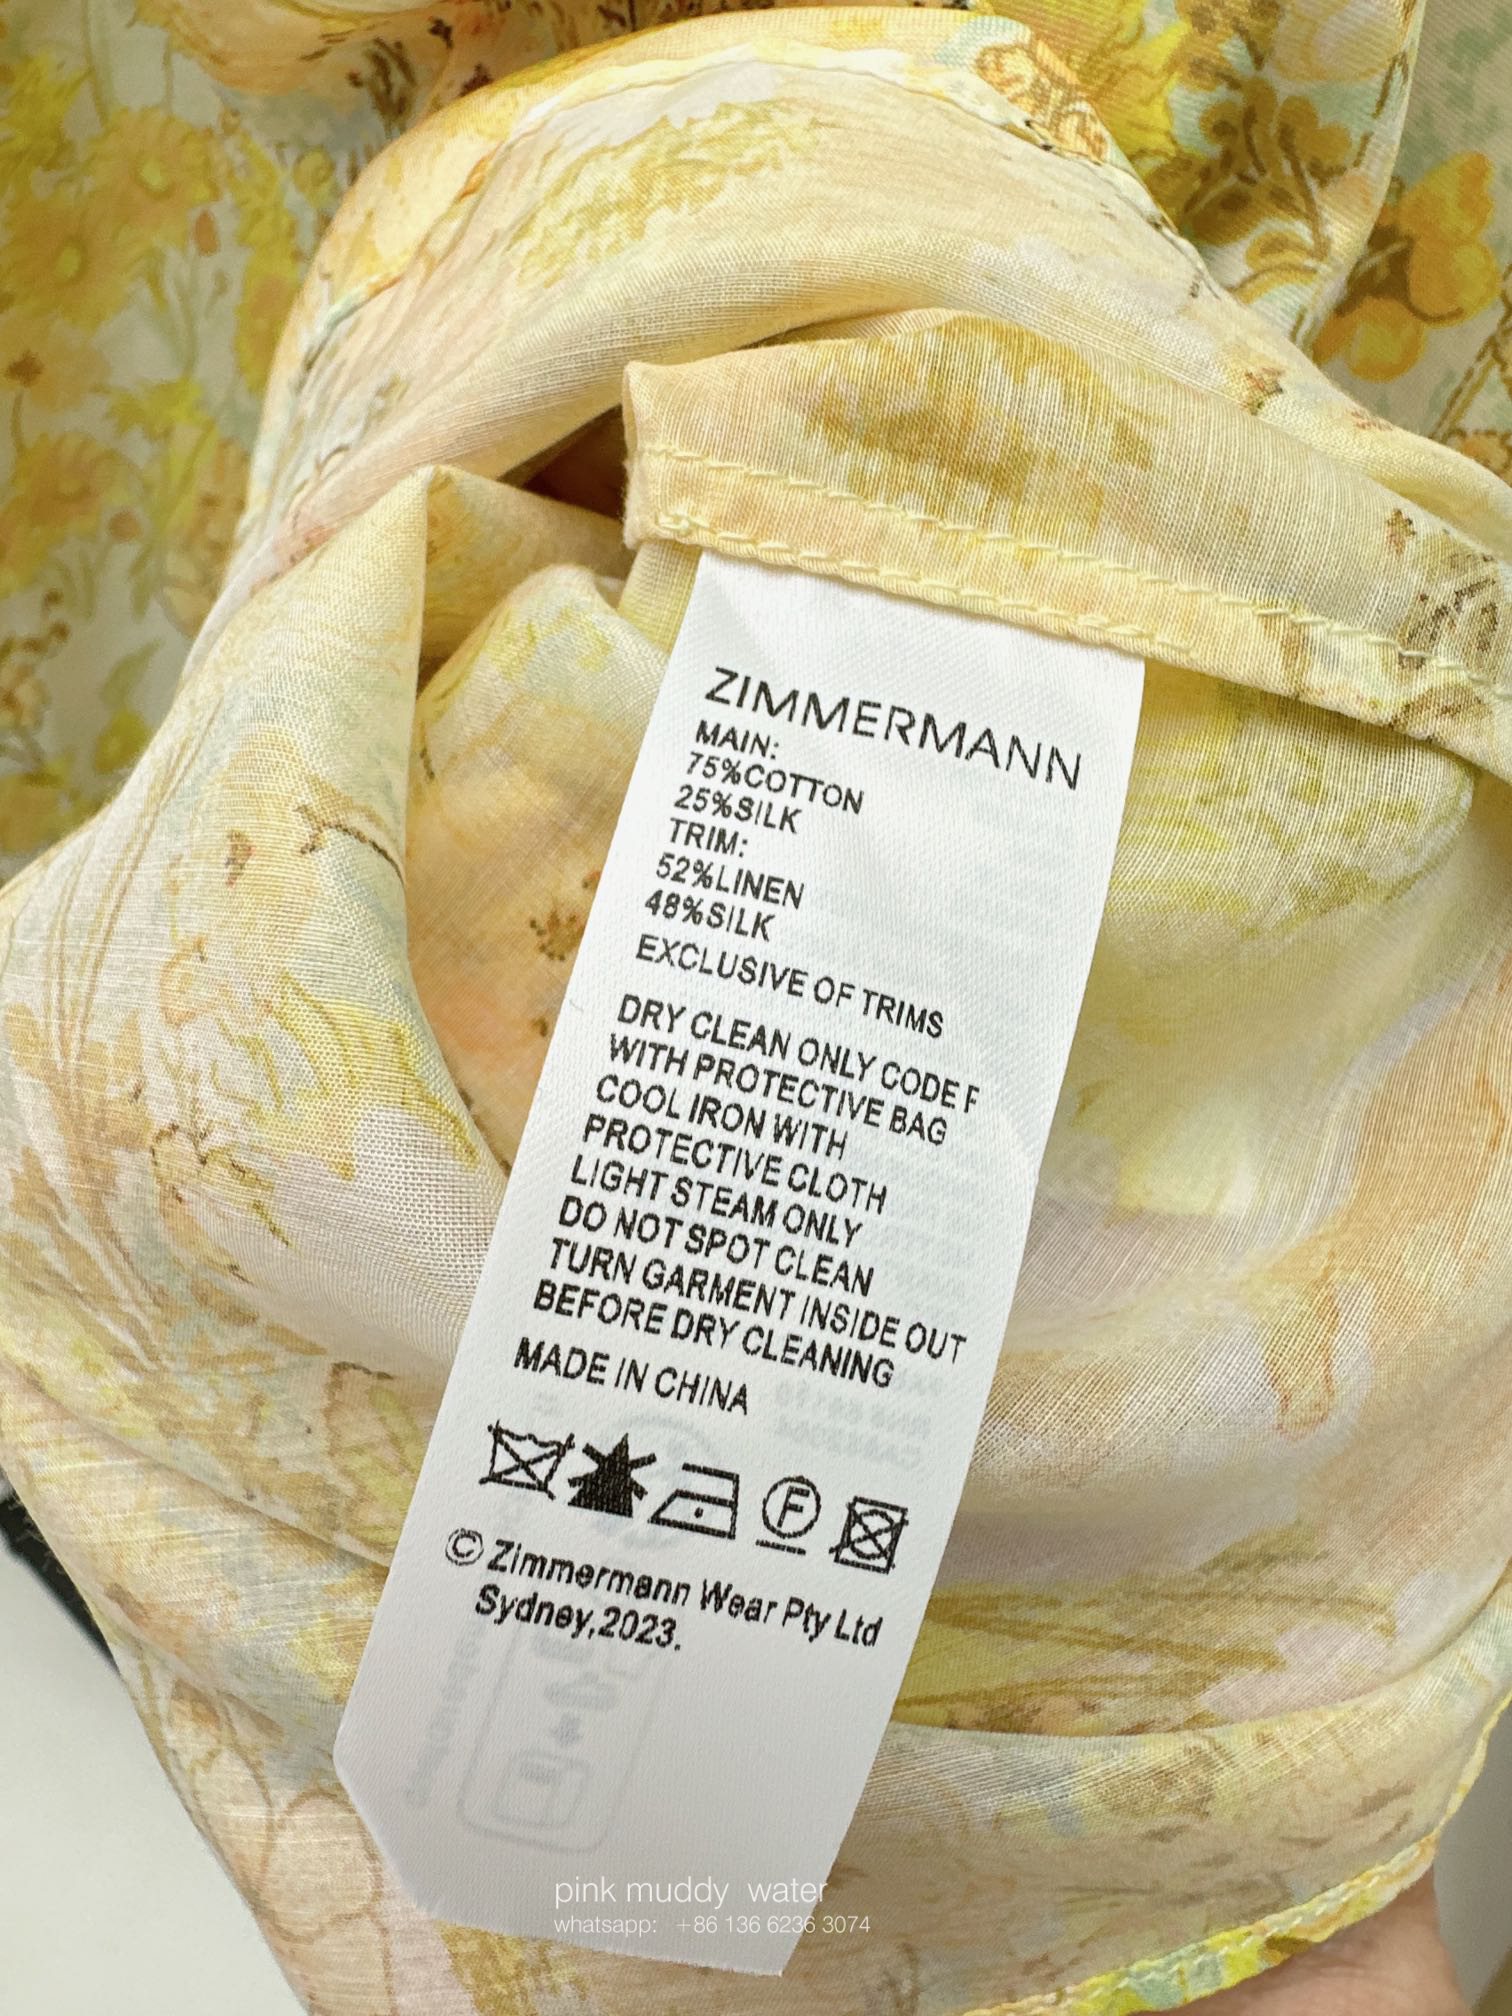 ZIMMERMANN
MAIN:
75%COTTON
25%SILK
TRIM:
52%LINEN
48%SILK
EXCLUSIVE OF TRIMS
DRY CLEAN ONLY CODE F
WITH PROTECTIVE BAG
COOL IRON WITH
PROTECTIVE CLOTH
LIGHT STEAM ONLY
DO NOT SPOT CLEAN
TURN GARMENT INSIDE OUT
BEFORE DRY CLEANING
MADE IN CHINA
F
© Zimmermann Wear Pty Ltd
Sydney,2023.
pink muddy water
whatsapp: +86 136 6236 3074